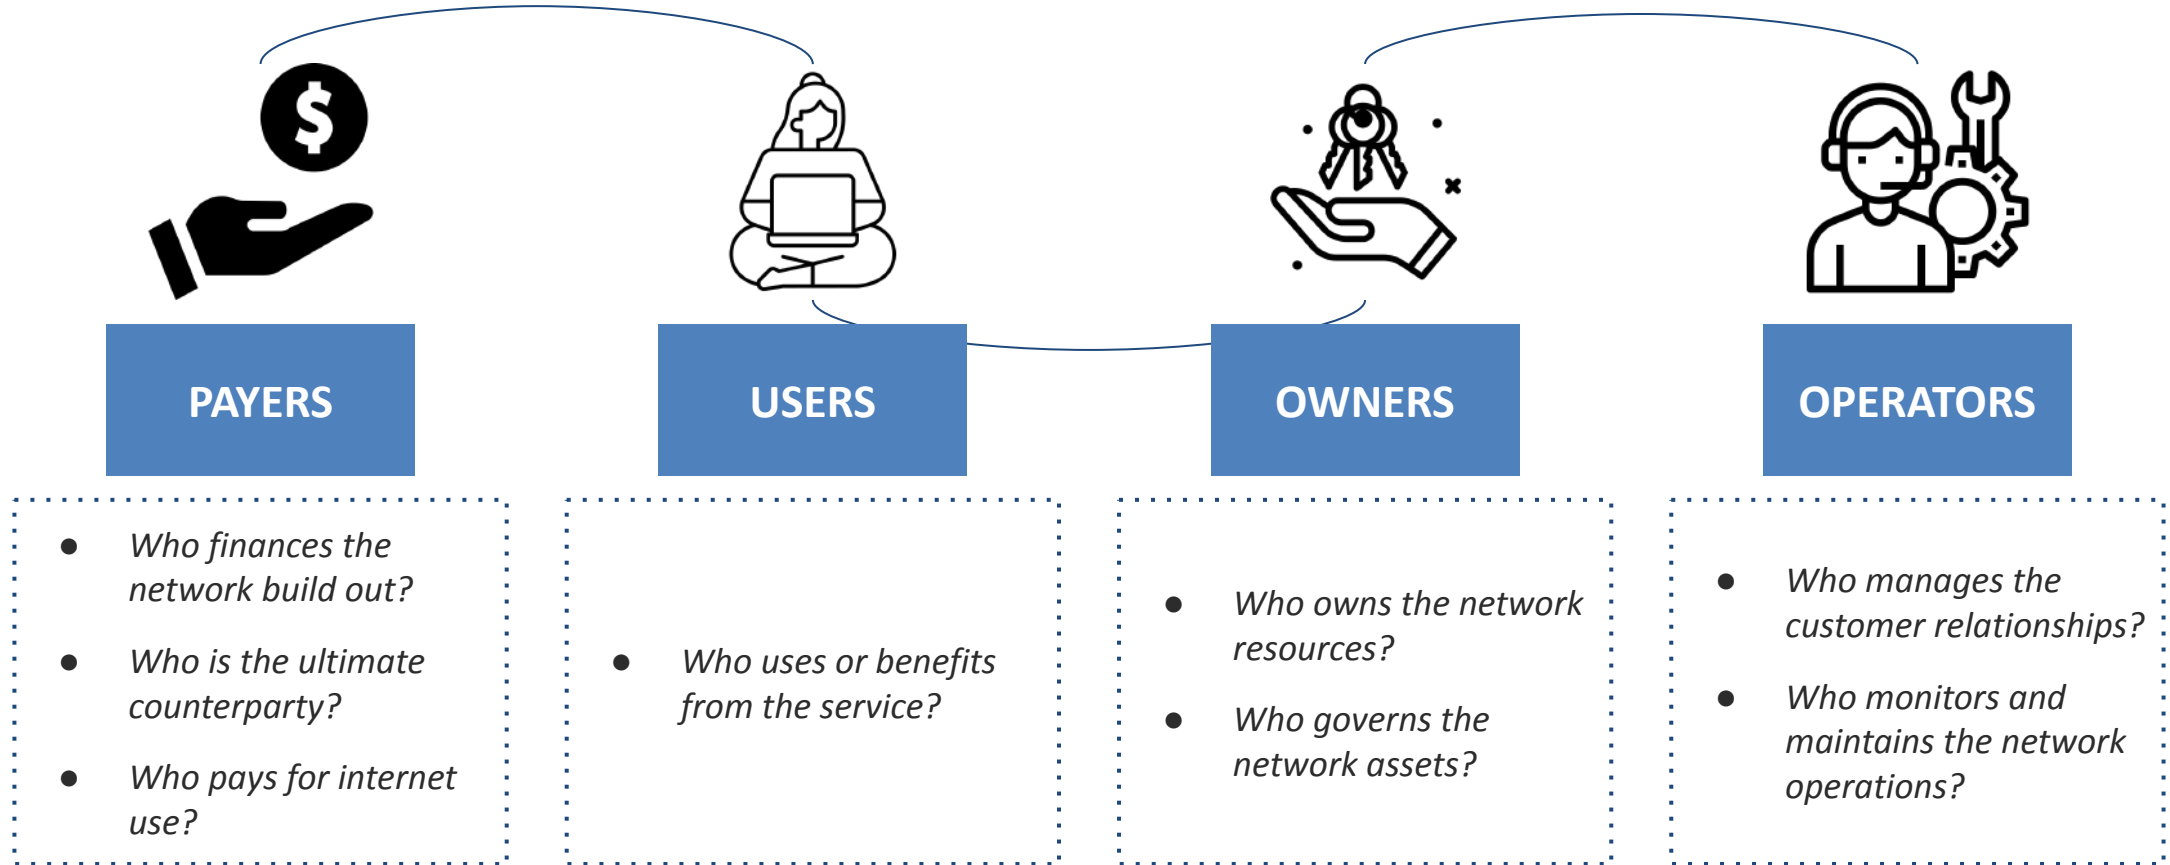 $
PAYERS
USERS
OWNERS
OPERATORS
● Who finances the
network build out?
● Who is the ultimate
counterparty?
● Who pays for internet
use?
● Who uses or benefits
from the service?
● Who owns the network
resources?
● Who governs the
network assets?
● Who manages the
customer relationships?
● Who monitors and
maintains the network
operations?